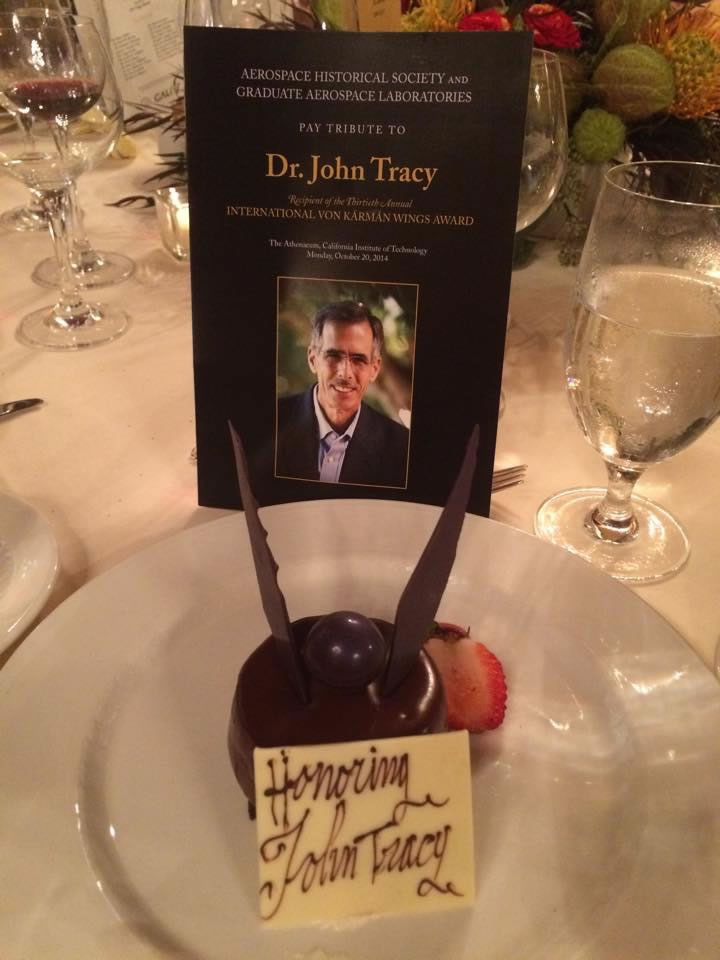 AEROSPACE HISTORICAL SOCIETY AND
GRADUATE AEROSPACE LABORATORIES
PAY TRIBUTE TO
Dr. John Tracy
Recipient of the Thirtieth Annual
INTERNATIONAL VON KÁRMÁN WINGS AWARD
The Athenaeum, California Institute of Technology
Monday, October 20, 2014
Honoring
John Tracy